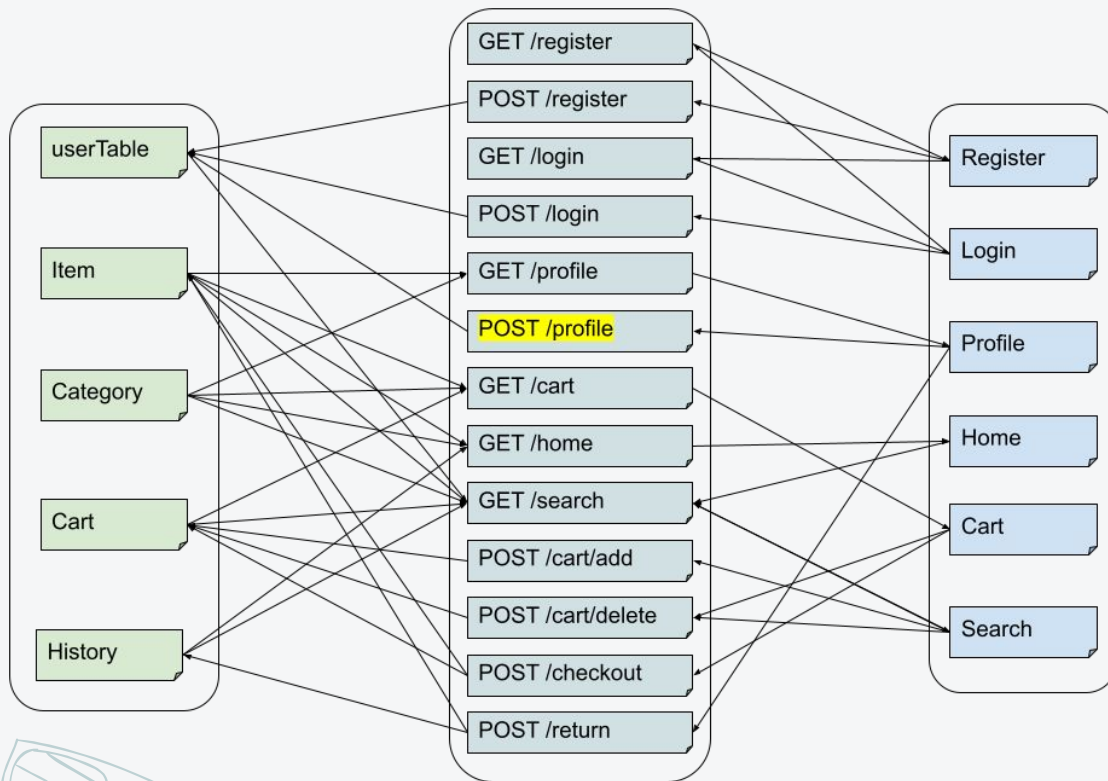 userTable
Item
Category
Cart
History
GET /register
POST /register
GET /login
POST /login
GET /profile
POST /profile
GET /cart
GET /home
GET /search
POST /cart/add
POST /cart/delete
POST /checkout
POST /return
Register
Login
Profile
Home
Cart
Search